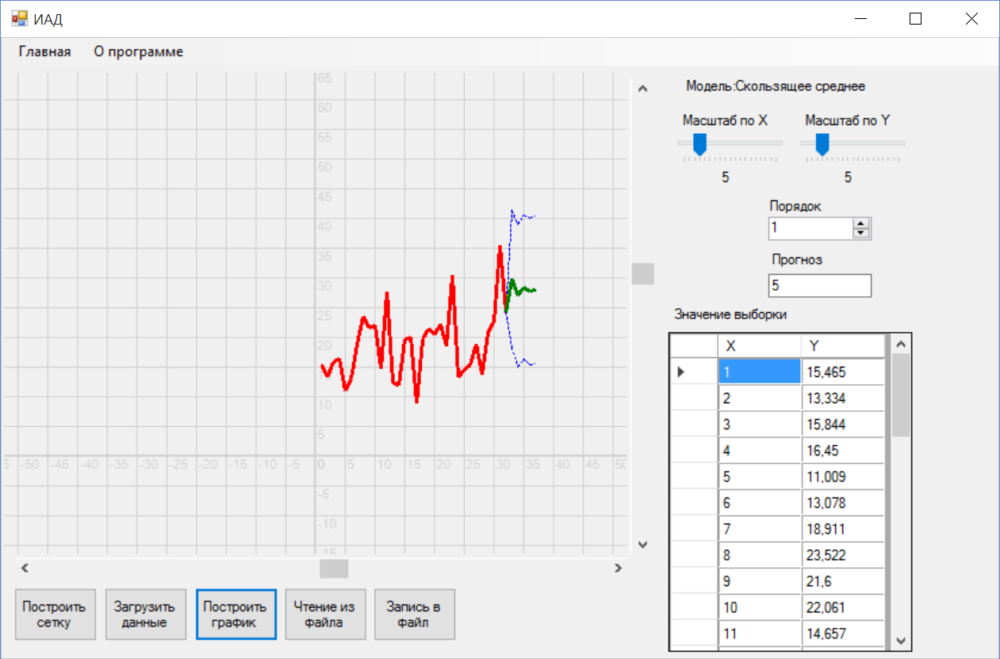 ИАД
Главная О программе
65
60
55
50
45
40
35
30
25
20
15
10
5
5 -50 -45 -40 -35 -30 -25 -20 -15 -10 -5 0 5 10 15 20 25 30 35 40 45 50
-5
-10
-15
Построить сетку
Загрузить данные
Построить график
Чтение из файла
Запись в файл
Модель:Скользящее среднее
Масштаб по X Масштаб по Y
5 5
Порядок
1
Прогноз
5
Значение выборки
X Y
1 15,465
2 13,334
3 15,844
4 16,45
5 11,009
6 13,078
7 18,911
8 23,522
9 21,6
10 22,061
11 14,657